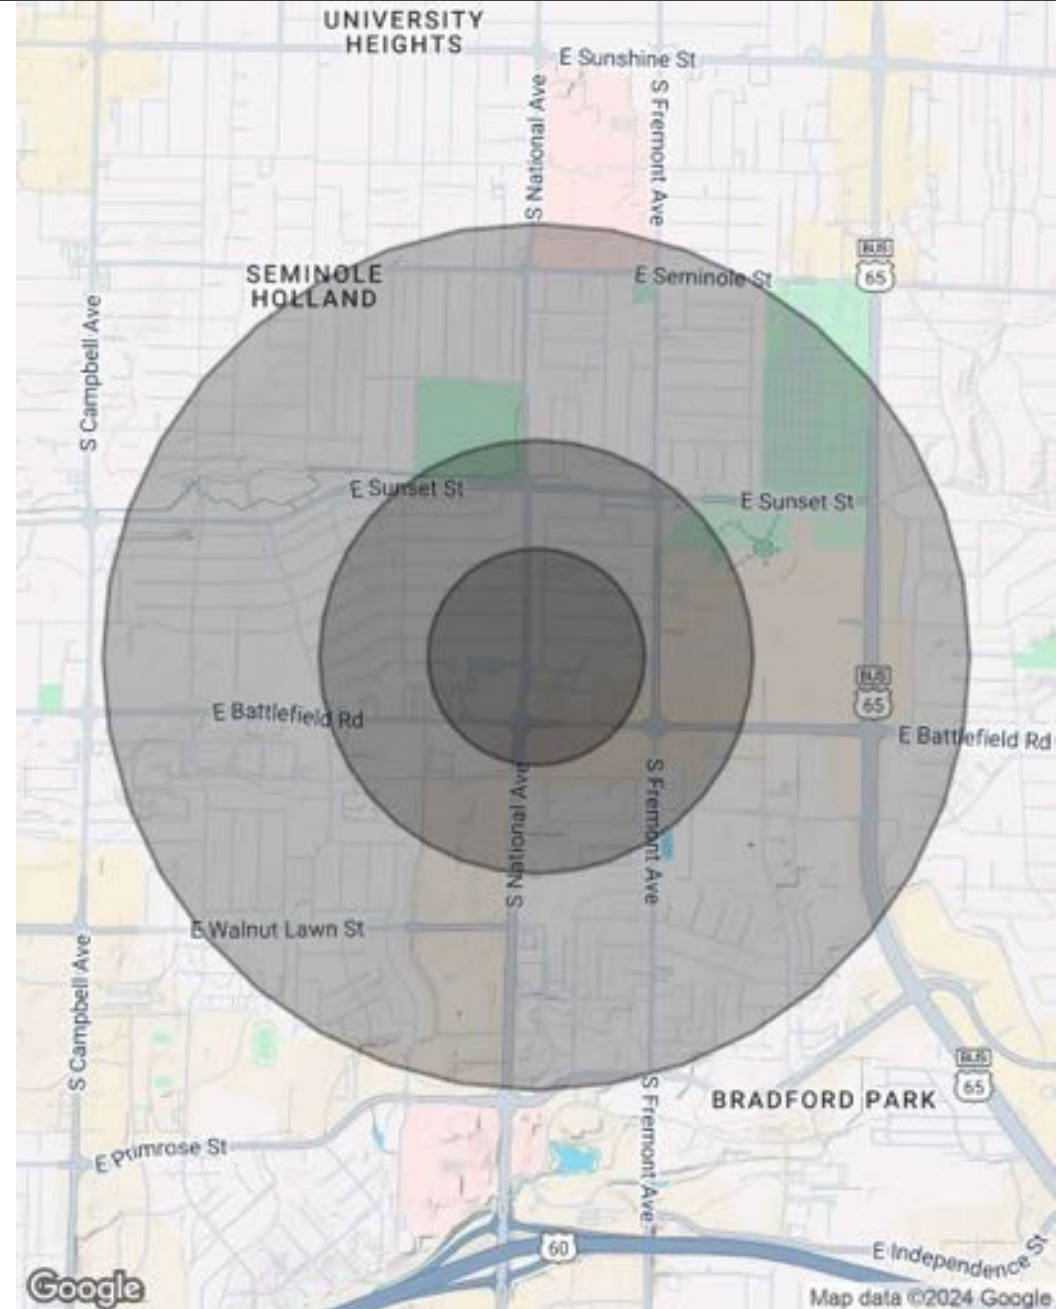 UNIVERSITY
HEIGHTS
E Sunshine St
S National Ave
S Fremont Ave
BUS
65
SEMINOLE
HOLLAND
E Seminole St
S Campbell Ave
E Sunset St
E Sunset St
BUS
65
E Battlefield Rd
E Battlefield Rd
S National Ave
S Fremont Ave
E Walnut Lawn St
S Campbell Ave
BUS
65
S Fremont Ave
BRADFORD PARK
E Primrose St
60
E Independence St
Google
Map data ©2024 Google